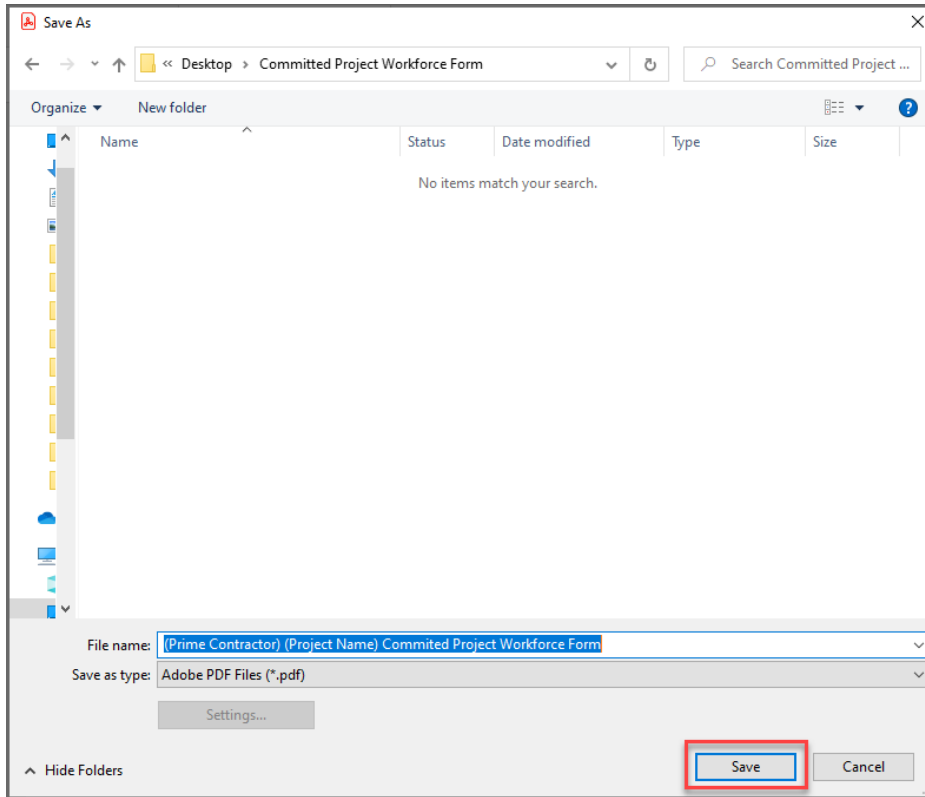 Save As
« Desktop › Committed Project Workforce Form
Search Committed Project ...
Organize
New folder
?
Name
Status
Date modified
Type
Size
No items match your search.
File name: (Prime Contractor) (Project Name) Commited Project Workforce Form
Save as type: Adobe PDF Files (*.pdf)
Settings...
Hide Folders
Save
Cancel